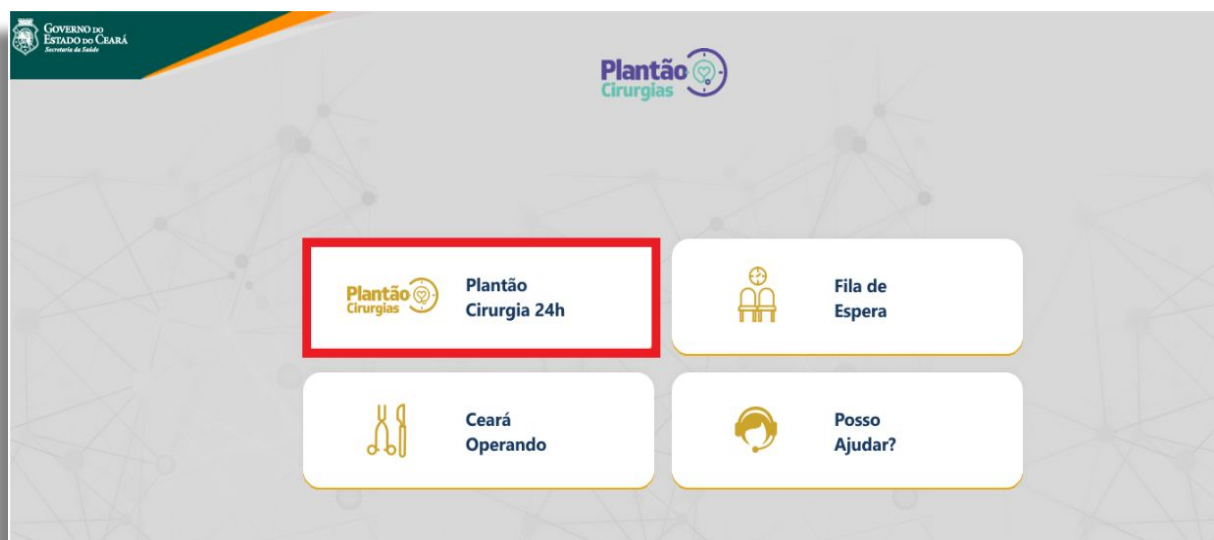 GOVERNO DO
ESTADO DO CEARÁ
Secretaria da Saúde
Plantão
Cirurgias
Plantão
Cirurgias
Plantão
Cirurgia 24h
Fila de
Espera
Ceará
Operando
Posso
Ajudar?